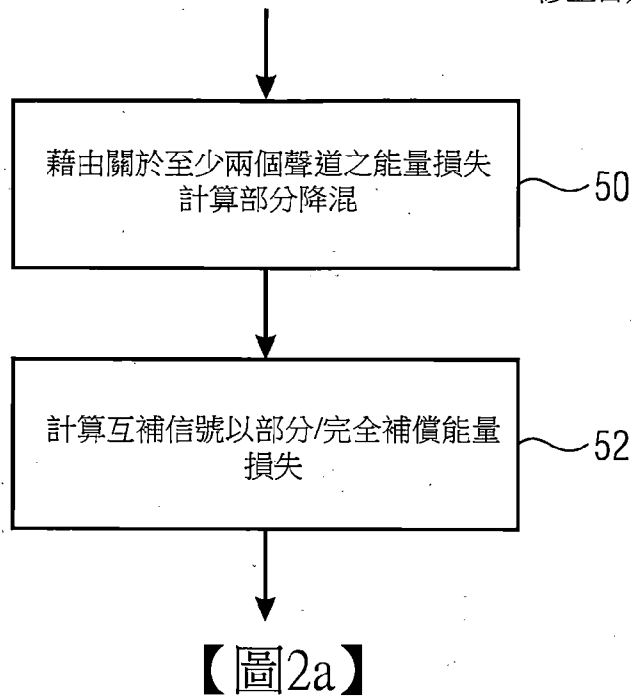 藉由關於至少兩個聲道之能量損失
計算部分降混
50
計算互補信號以部分/完全補償能量
損失
52
【圖2a】